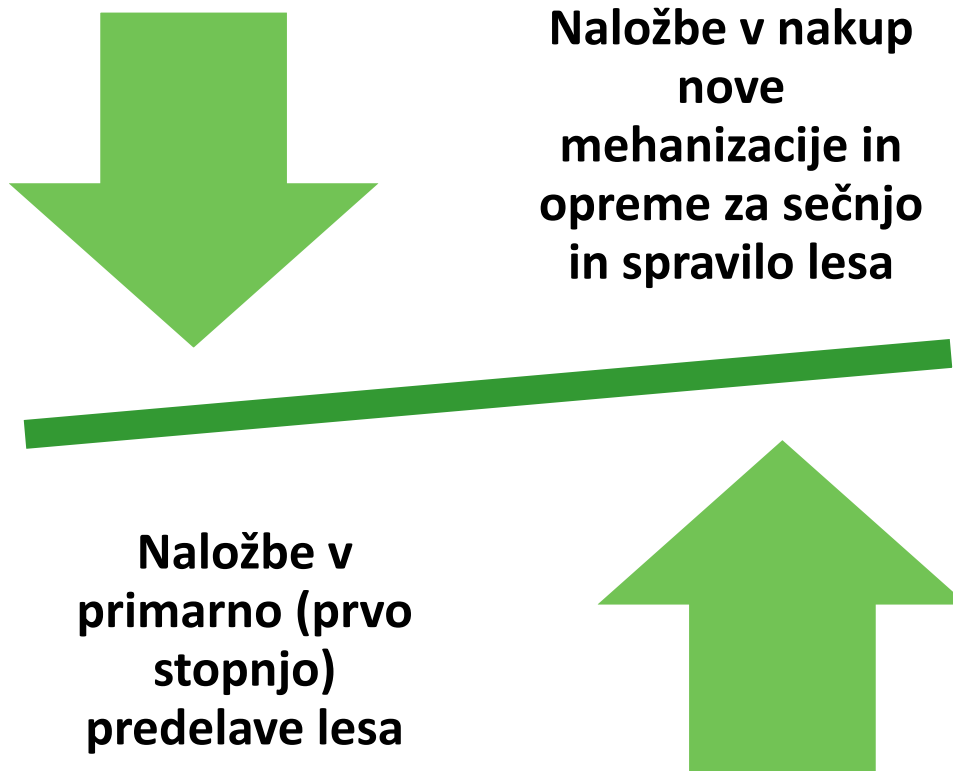 Naložbe v nakup
nove
mehanizacije in
opreme za sečnjo
in spravilo lesa
Naložbe v
primarno (prvo
stopnjo)
predelave lesa